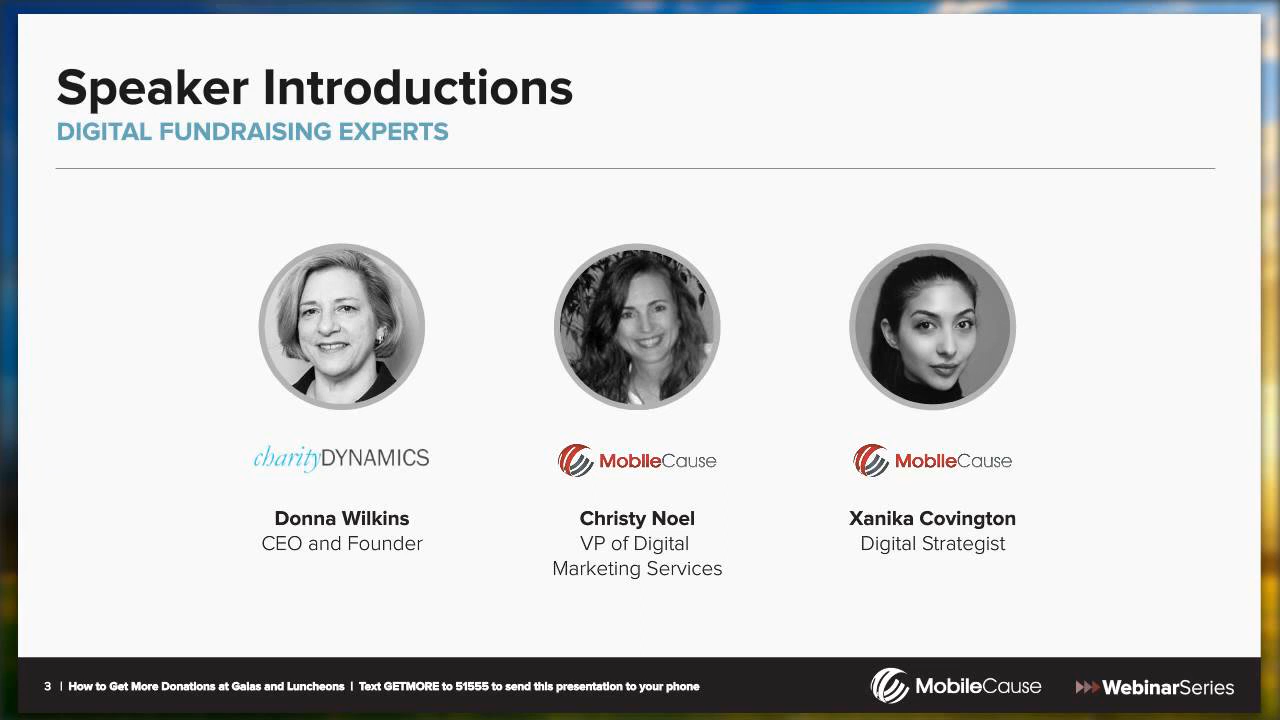 Speaker Introductions
DIGITAL FUNDRAISING EXPERTS
charityDYNAMICS
MobileCause
MobileCause
Donna Wilkins
CEO and Founder
Christy Noel
VP of Digital
Marketing Services
Xanika Covington
Digital Strategist
3 | How to Get More Donations at Galas and Luncheons | Text GETMORE to 51555 to send this presentation to your phone
MobileCause
WebinarSeries